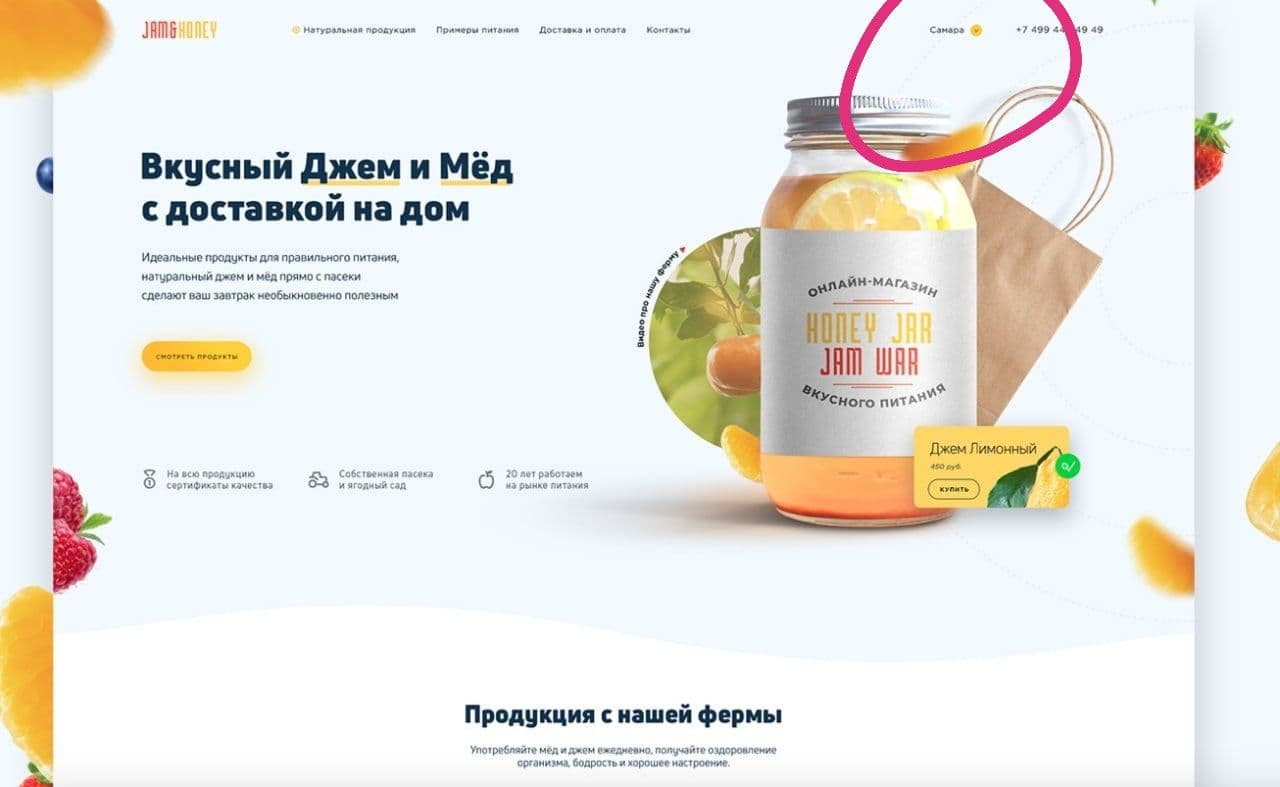 JAM&HONEY
Натуральная продукция
Примеры питания
Доставка и оплата
Контакты
Самара
+7 499 44 49 49
Вкусный Джем и Мёд
с доставкой на дом
Идеальные продукты для правильного питания,
натуральный джем и мёд прямо с пасеки
сделают ваш завтрак необыкновенно полезным
СМОТРЕТЬ ПРОДУКТЫ
Видео про нашу ферму
ОНЛАЙН-МАГАЗИН
HONEY JAR
JAM WAR
ВКУСНОГО ПИТАНИЯ
Джем Лимонный
450 руб.
КУПИТЬ
На всю продукцию
сертификаты качества
Собственная пасека
и ягодный сад
20 лет работаем
на рынке питания
Продукция с нашей фермы
Употребляйте мёд и джем ежедневно, получайте оздоровление
организма, бодрость и хорошее настроение.